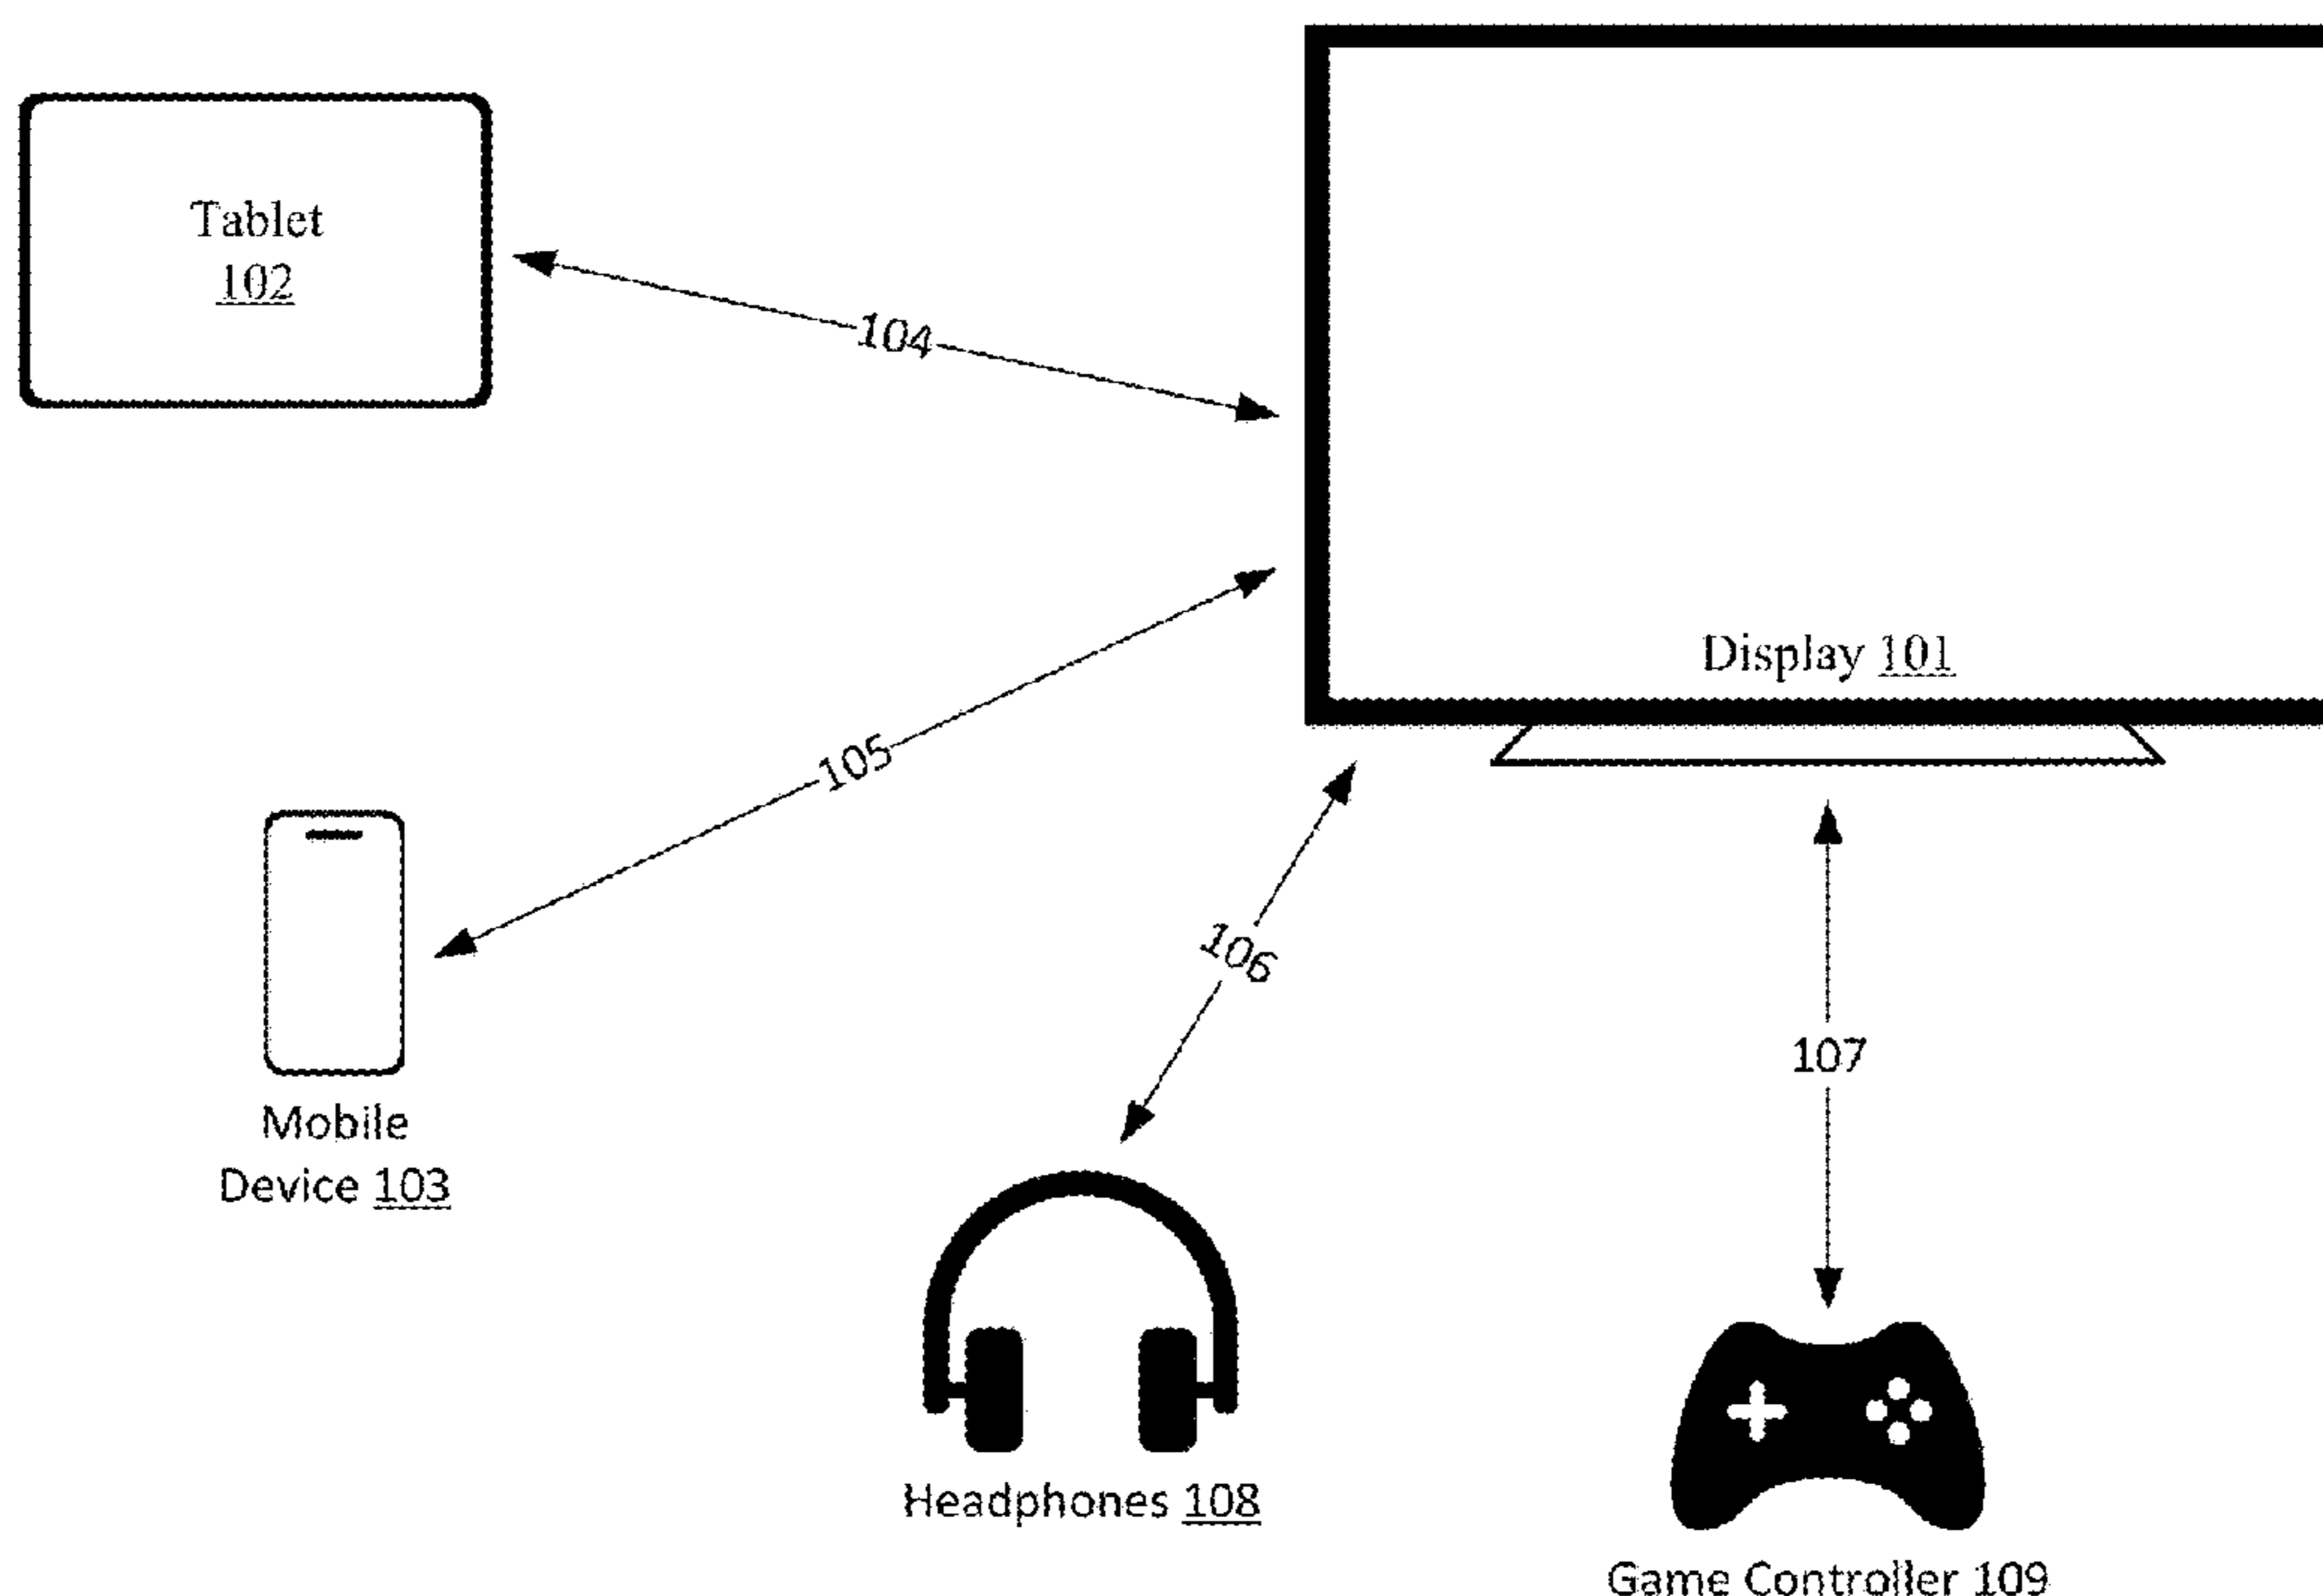 Tablet
102
104
Display 101
105
106
107
Mobile
Device 103
Headphones 108
Game Controller 109